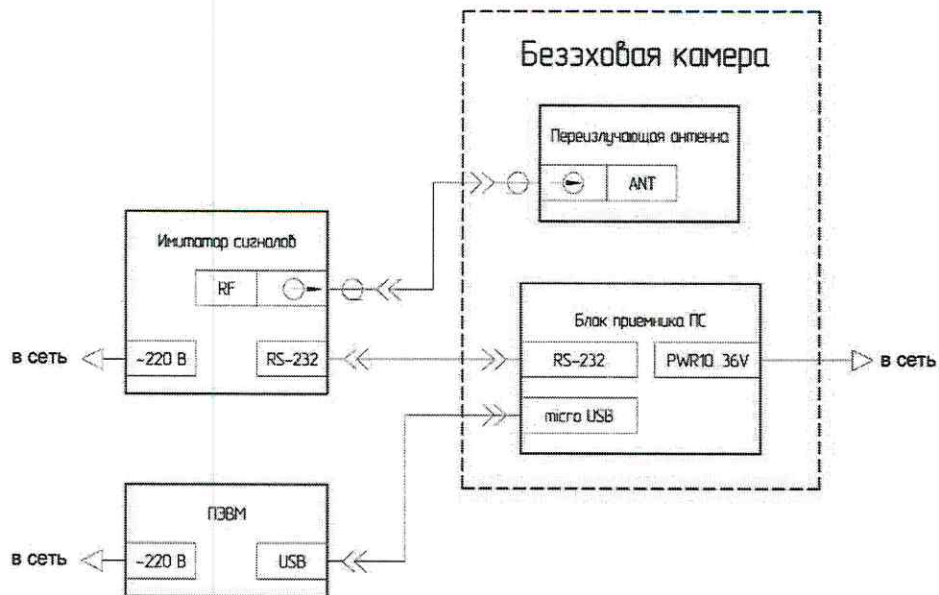 Беззховая камера
Переизлучающая антенна
ANT
Имитатор сигналов
RF
в сеть
~220 В
RS-232
Блок приемника ПС
RS-232
PWR10 36V
в сеть
micro USB
ПЭВМ
в сеть
~220 В
USB